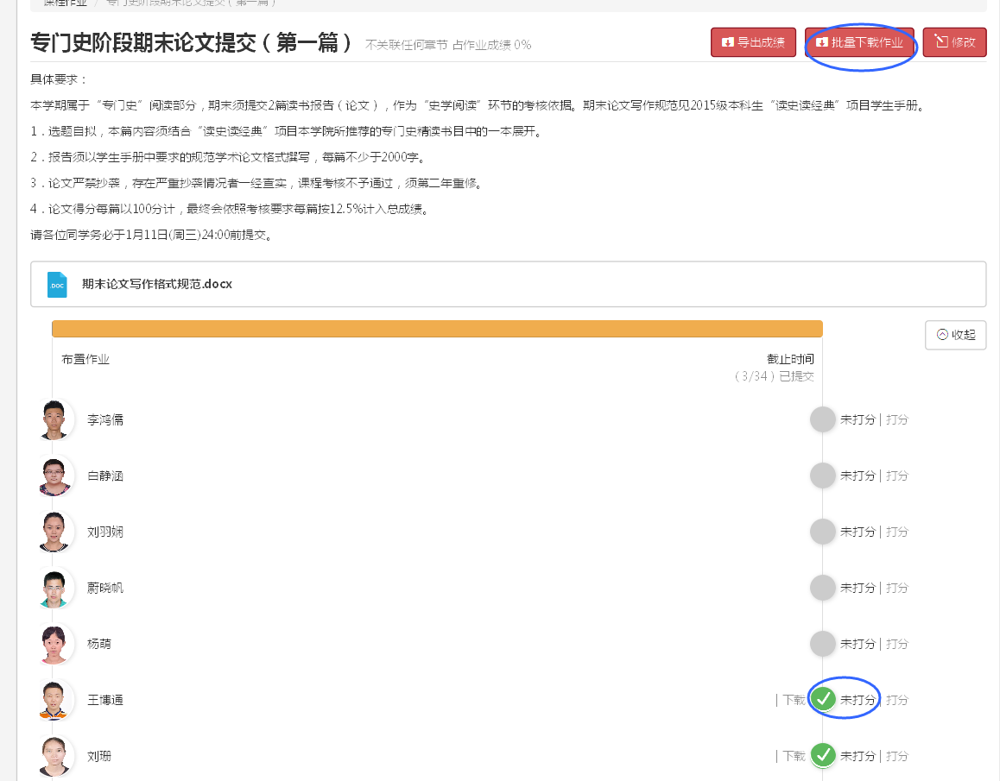 课程作业 / 专门史阶段期末论文提交（第一篇）
专门史阶段期末论文提交（第一篇） 不关联任何章节 占作业成绩 0% 导出成绩 批量下载作业 修改
具体要求：
本学期属于“专门史”阅读部分，期末须提交2篇读书报告（论文），作为“史学阅读”环节的考核依据。期末论文写作规范见2015级本科生“读史读经典”项目学生手册。
1．选题自拟，本篇内容须结合“读史读经典”项目本学院所推荐的专门史精读书目中的一本展开。
2．报告须以学生手册中要求的规范学术论文格式撰写，每篇不少于2000字。
3．论文严禁抄袭，存在严重抄袭情况者一经查实，课程考核不予通过，须第二年重修。
4．论文得分每篇以100分计，最终会依照考核要求每篇按12.5%计入总成绩。
请各位同学务必于1月11日(周三)24:00前提交。
.DOC 期末论文写作格式规范.docx
收起
布置作业 截止时间
（3/34）已提交
李鸿儒 未打分 | 打分
白静涵 未打分 | 打分
刘羽娴 未打分 | 打分
蔚晓帆 未打分 | 打分
杨萌 未打分 | 打分
王博通 | 下载 未打分 | 打分
刘珊 | 下载 未打分 | 打分